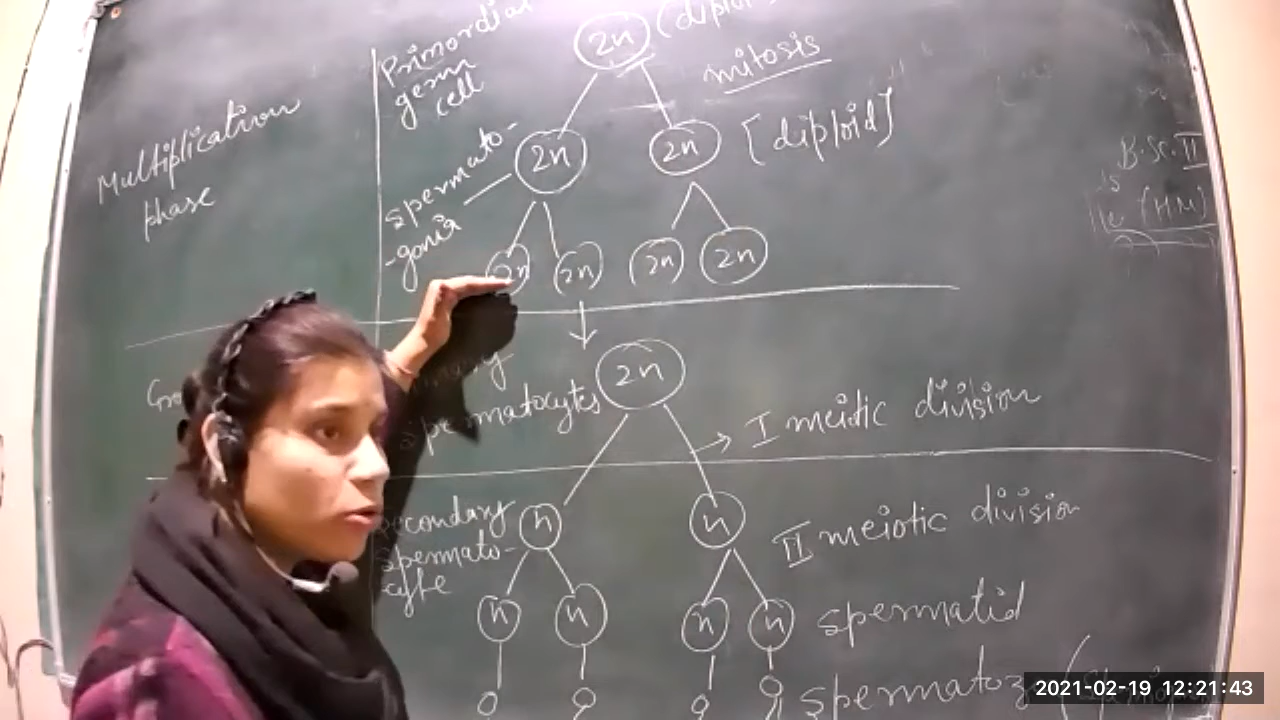 Primordial
germ
cell
2n
mitosis
Multiplication
phase
spermato-
-gonia
2n
2n
[diploid]
2n
2n
2n
2n
B.Sc. II
(HM)
spermatocytes
2n
I meiotic division
secondary
spermato-
-cyte
n
n
II meiotic division
n
n
n
n
spermatid
2021-02-19 12:21:43